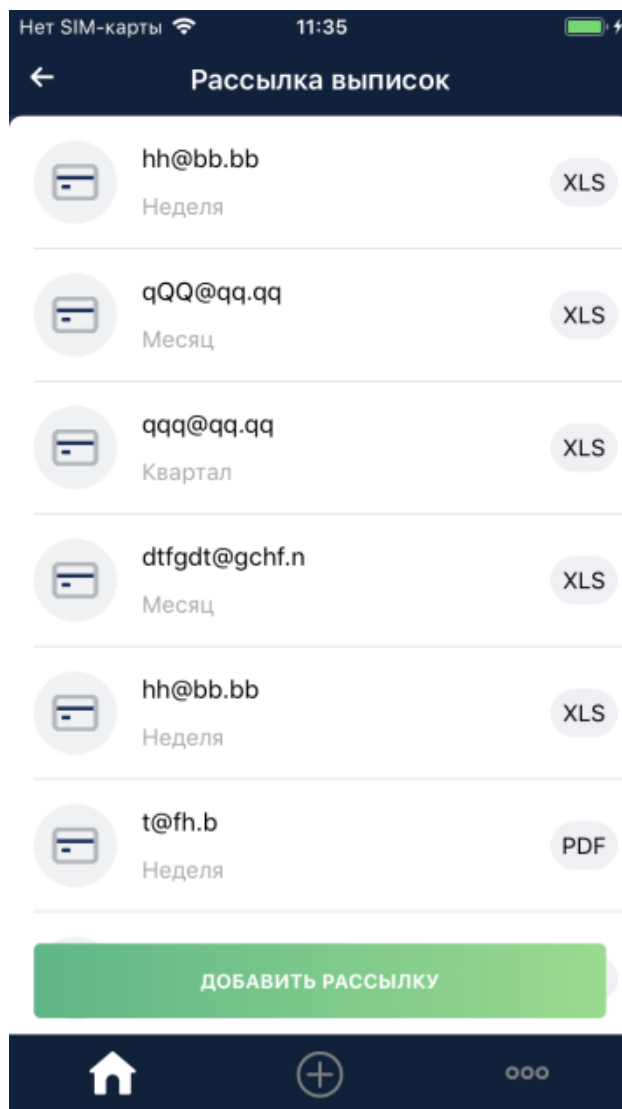 Нет SIM-карты 11:35
Рассылка выписок
hh@bb.bb
XLS
Неделя
qQQ@qq.qq
XLS
Месяц
qqq@qq.qq
XLS
Квартал
dtfgdt@gchf.n
XLS
Месяц
hh@bb.bb
XLS
Неделя
t@fh.b
PDF
Неделя
ДОБАВИТЬ РАССЫЛКУ